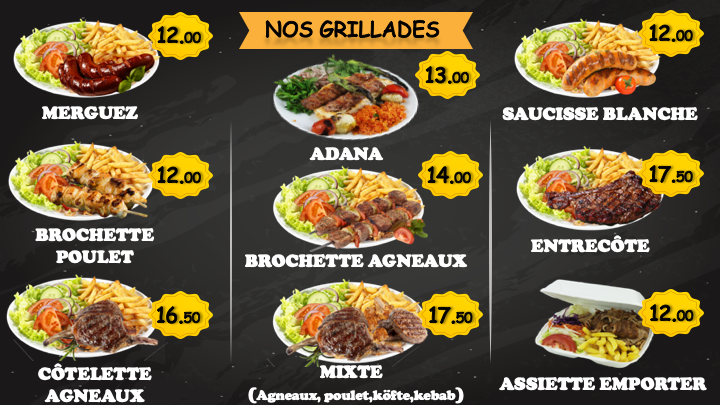 NOS GRILLADES
12.00
MERGUEZ
12.00
BROCHETTE
POULET
16.50
CÔTELETTE
AGNEAUX
13.00
ADANA
14.00
BROCHETTE AGNEAUX
17.50
MIXTE
(Agneaux, poulet,köfte,kebab)
12.00
SAUCISSE BLANCHE
17.50
ENTRECÔTE
12.00
ASSIETTE EMPORTER